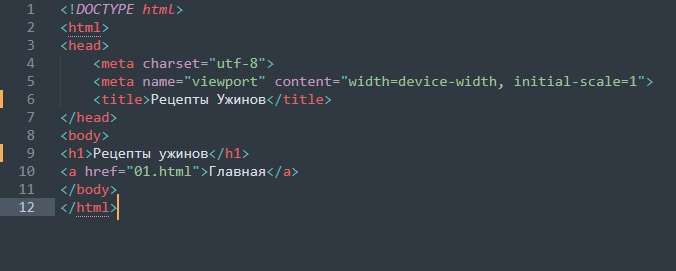 1 <!DOCTYPE html>
2 <html>
3 <head>
4     <meta charset="utf-8">
5     <meta name="viewport" content="width=device-width, initial-scale=1">
6     <title>Рецепты Ужинов</title>
7 </head>
8 <body>
9 <h1>Рецепты ужинов</h1>
10 <a href="01.html">Главная</a>
11 </body>
12 </html>